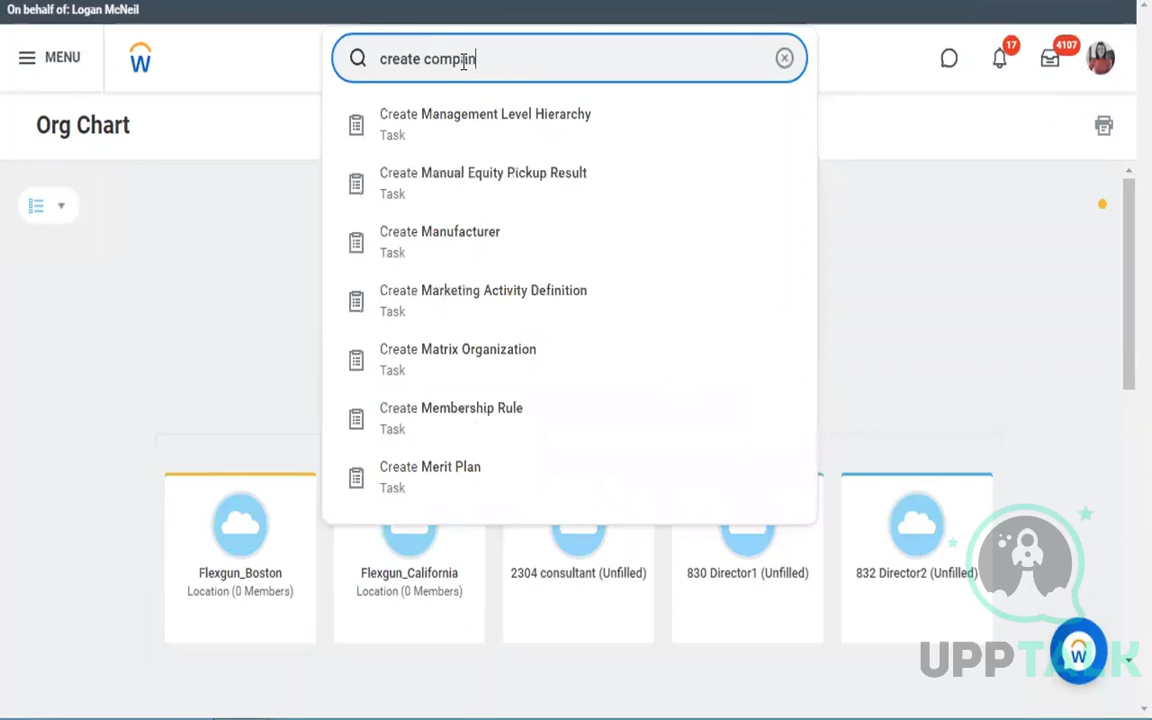 On behalf of: Logan McNeil
MENU
create compan
17
4107
Org Chart
Create Management Level Hierarchy
Task
Create Manual Equity Pickup Result
Task
Create Manufacturer
Task
Create Marketing Activity Definition
Task
Create Matrix Organization
Task
Create Membership Rule
Task
Create Merit Plan
Task
Flexgun_Boston
Location (0 Members)
Flexgun_California
Location (0 Members)
2304 consultant (Unfilled)
830 Director1 (Unfilled)
832 Director2 (Unfilled)
UPPTALK